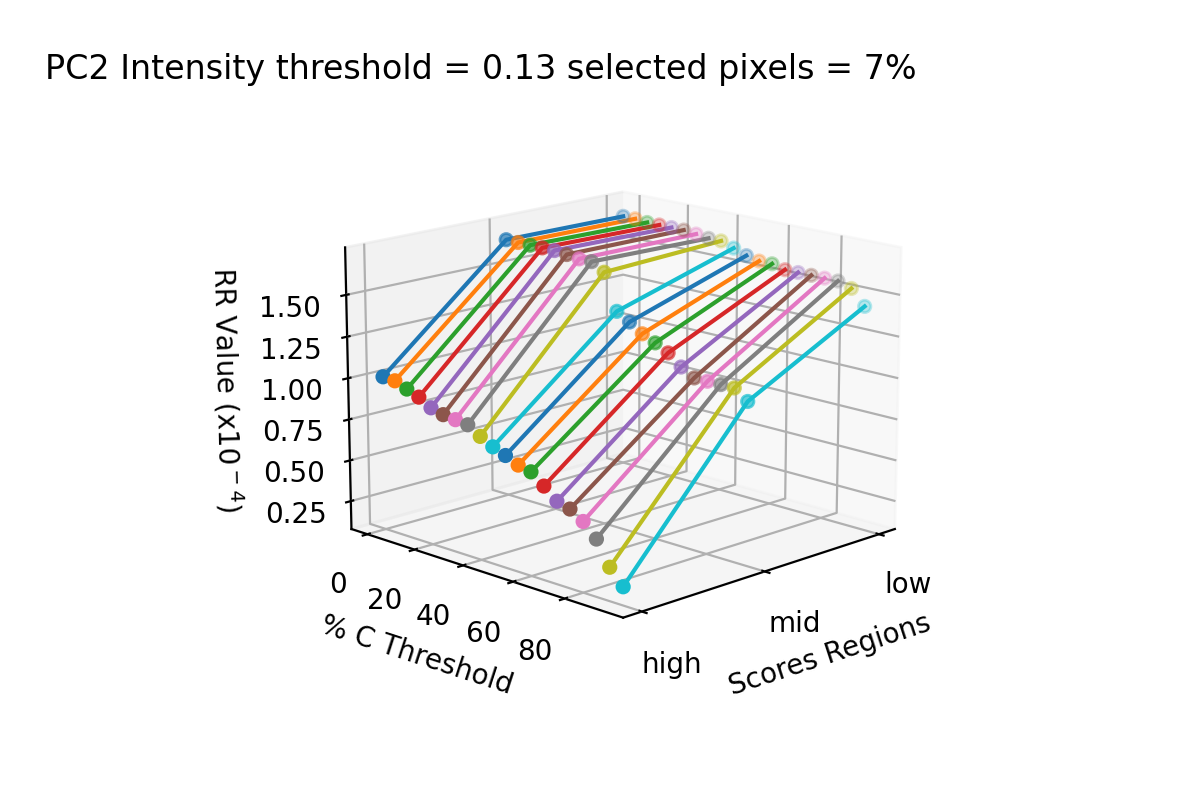 PC2 Intensity threshold = 0.13 selected pixels = 7%
RR Value (x10⁻⁴)
1.50
1.25
1.00
0.75
0.50
0.25
0
20
40
60
80
% C Threshold
high
mid
low
Scores Regions